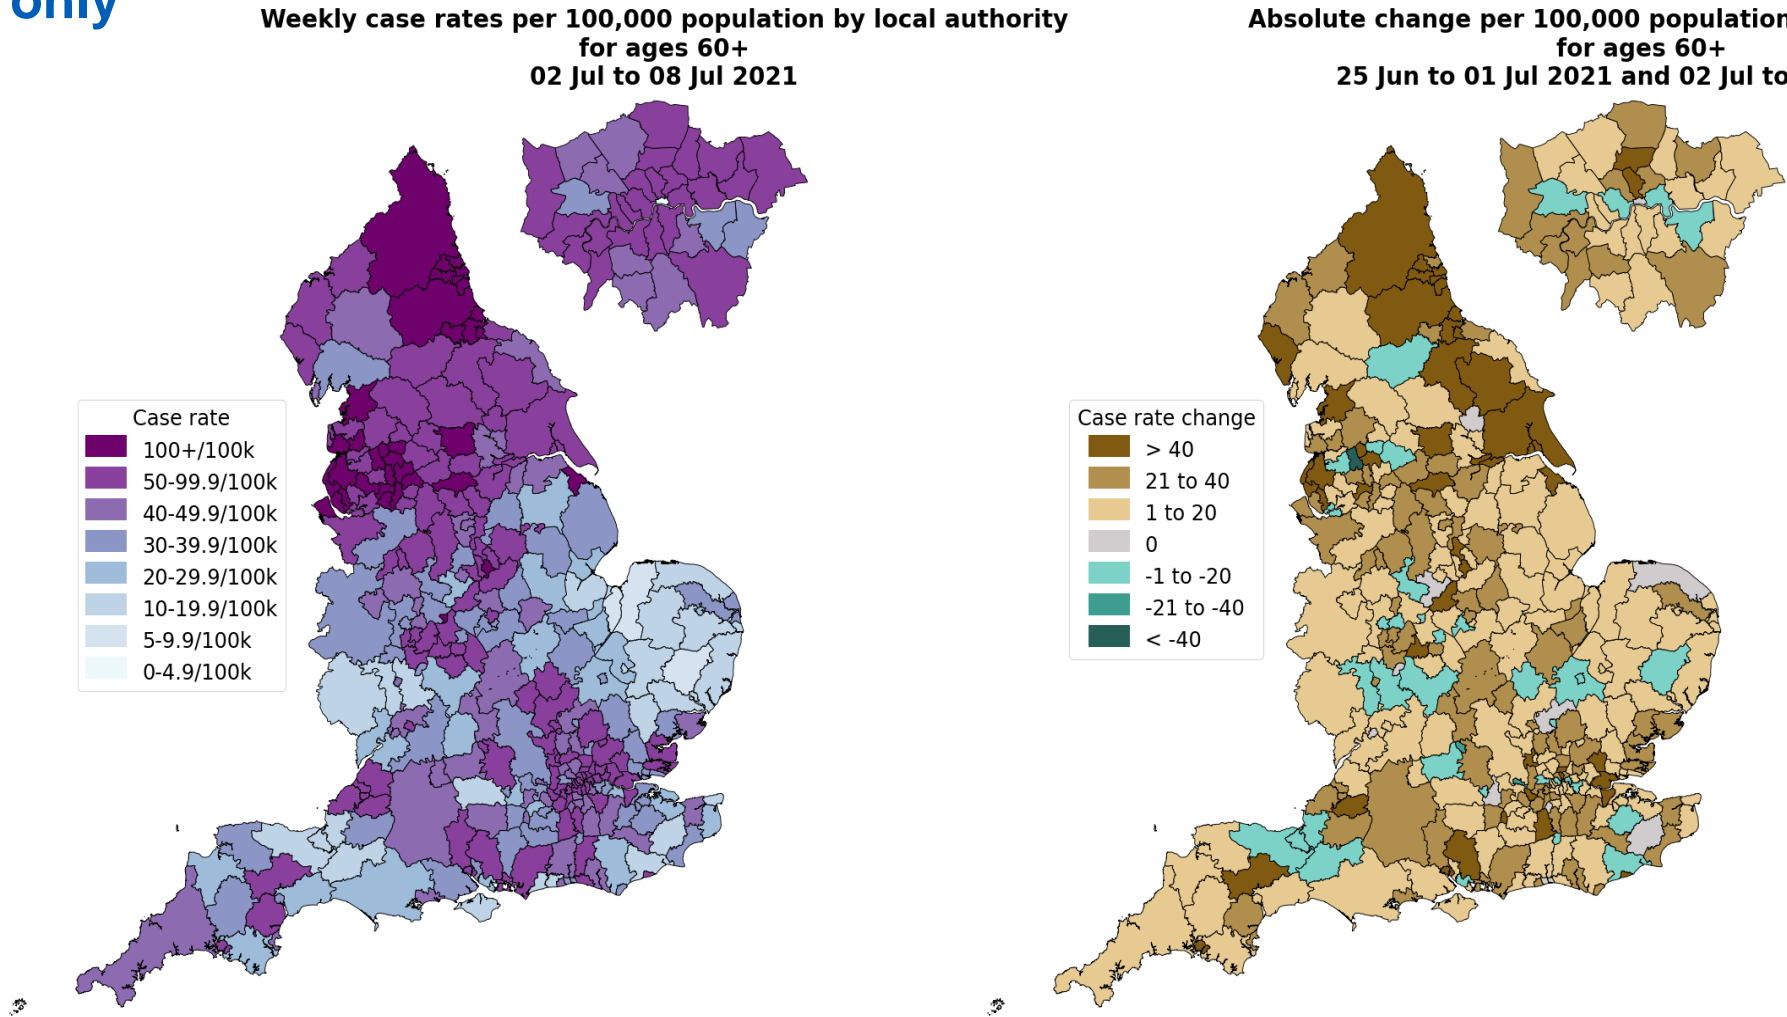 only
Weekly case rates per 100,000 population by local authority
for ages 60+
02 Jul to 08 Jul 2021
Absolute change per 100,000 population
for ages 60+
25 Jun to 01 Jul 2021 and 02 Jul to
Case rate
100+/100k
50-99.9/100k
40-49.9/100k
30-39.9/100k
20-29.9/100k
10-19.9/100k
5-9.9/100k
0-4.9/100k
Case rate change
> 40
21 to 40
1 to 20
0
-1 to -20
-21 to -40
< -40